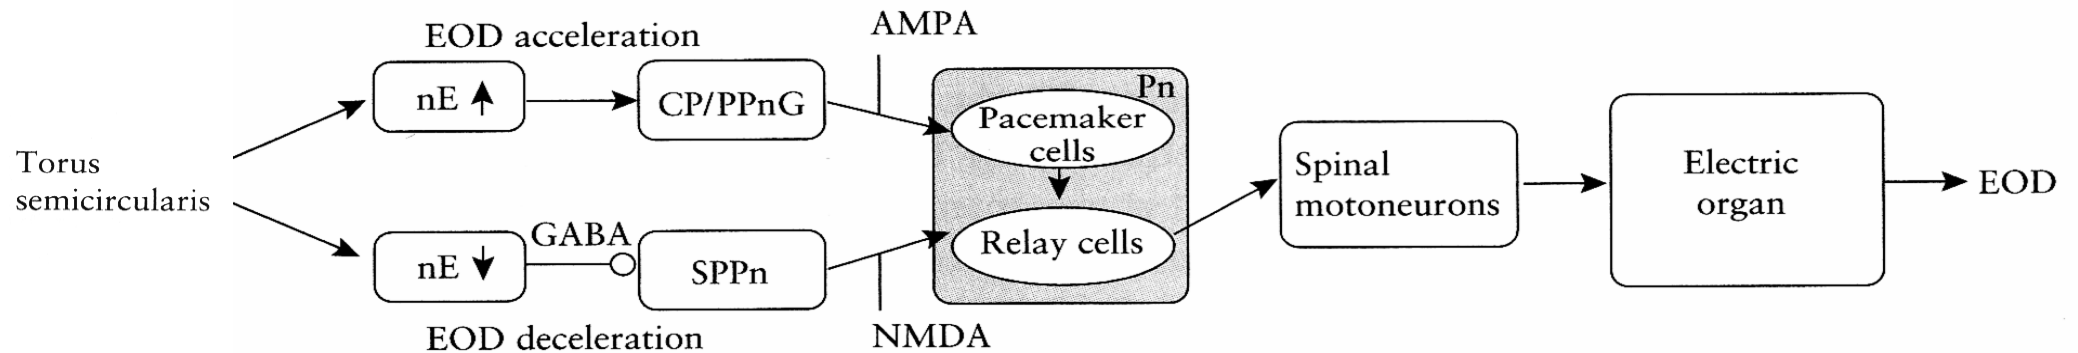 EOD acceleration
AMPA
nE ↑
CP/PPnG
Pn
Pacemaker
cells
Torus
semicircularis
Spinal
motoneurons
Electric
organ
EOD
GABA
nE ↓
SPPn
Relay cells
EOD deceleration
NMDA